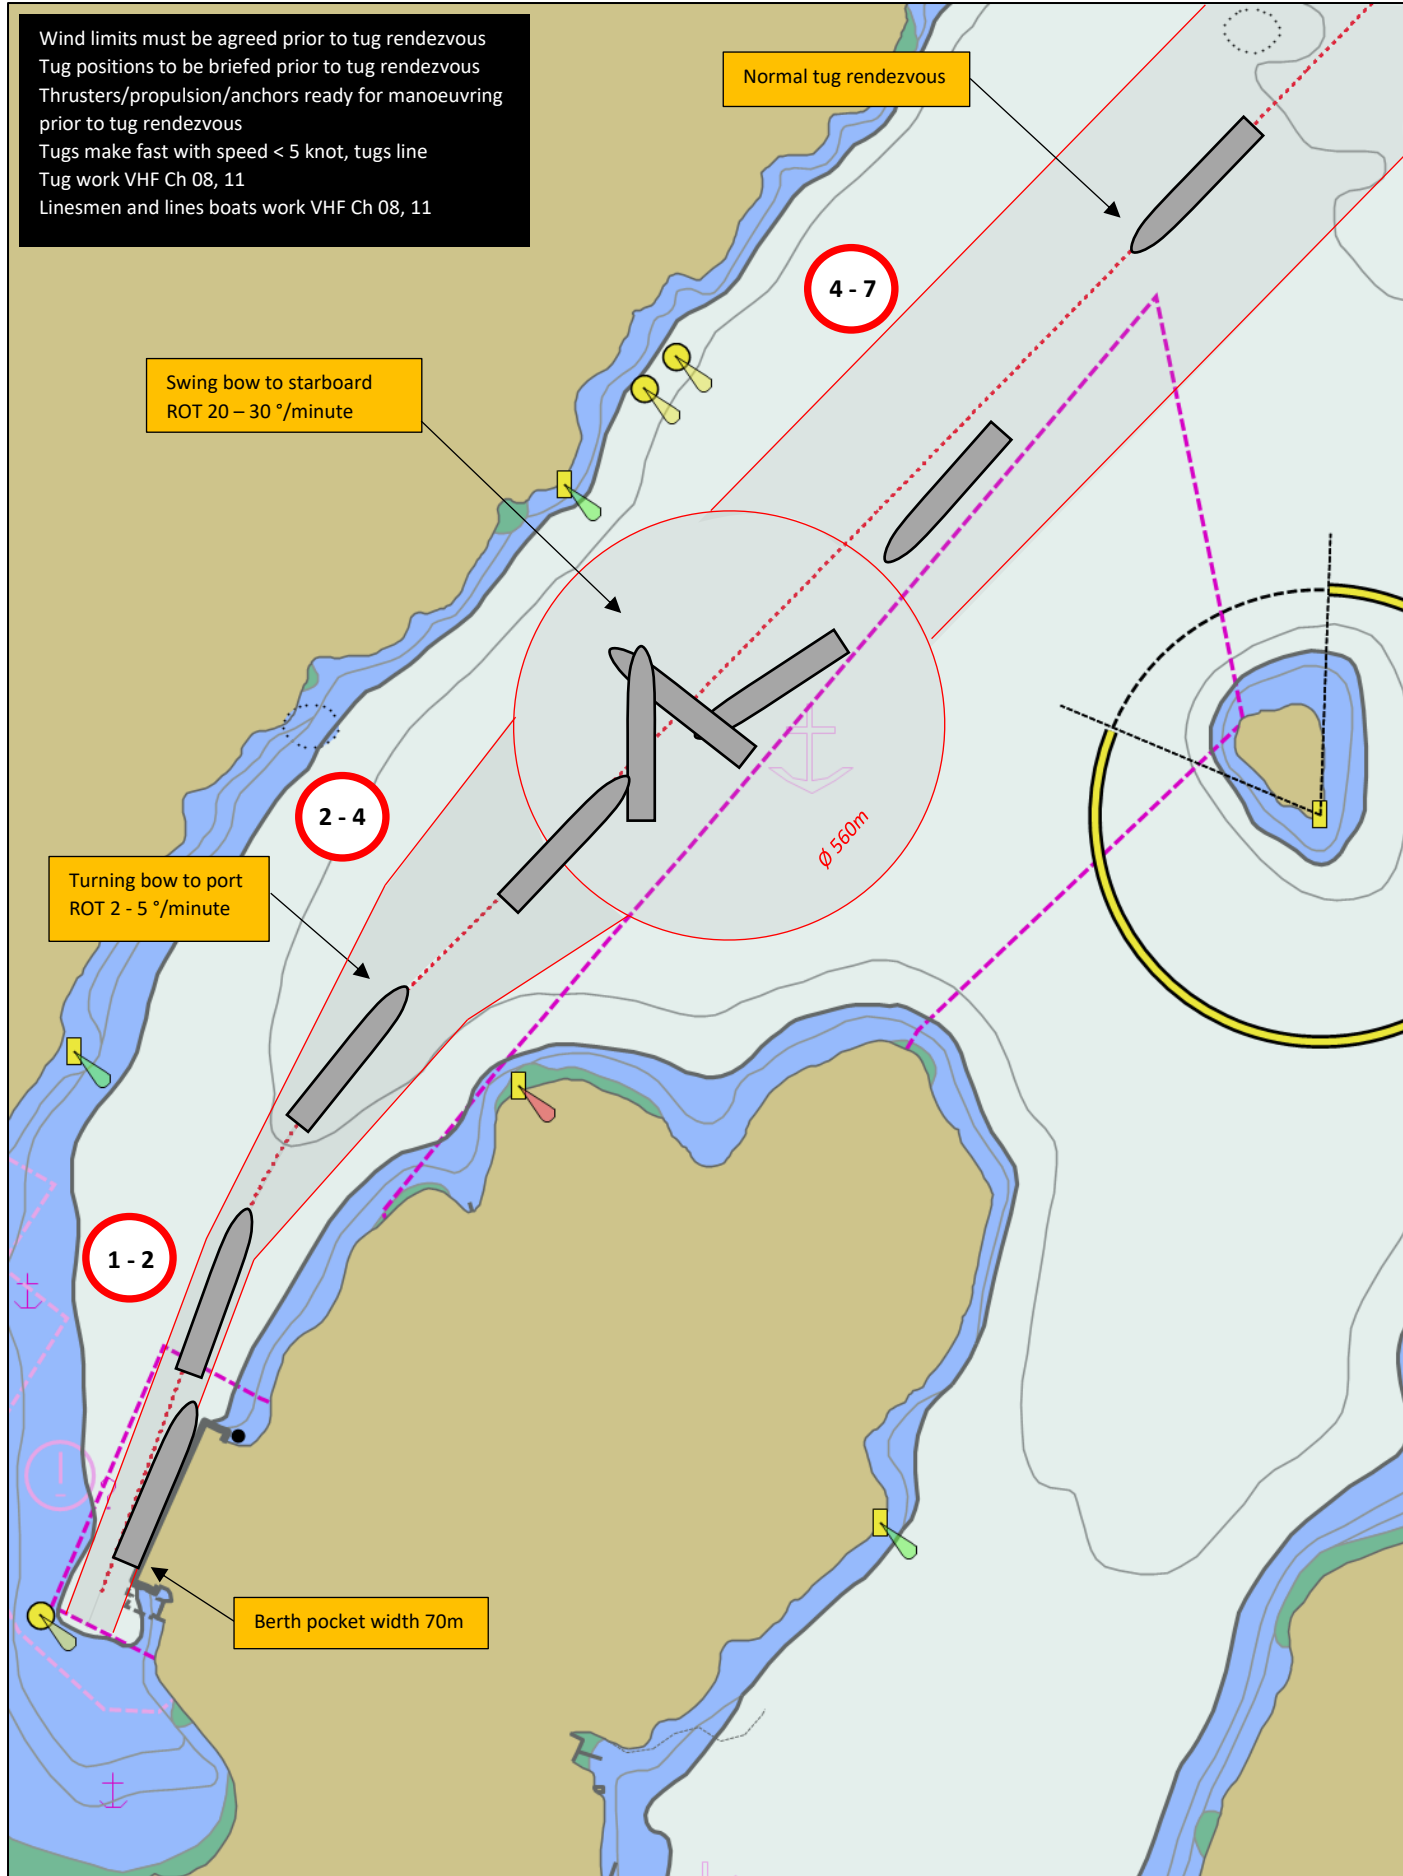 Wind limits must be agreed prior to tug rendezvous
Tug positions to be briefed prior to tug rendezvous
Thrusters/propulsion/anchors ready for manoeuvring
prior to tug rendezvous
Tugs make fast with speed < 5 knot, tugs line
Tug work VHF Ch 08, 11
Linesmen and lines boats work VHF Ch 08, 11
Normal tug rendezvous
4 - 7
Swing bow to starboard
ROT 20 – 30 °/minute
2 - 4
Ø 560m
Turning bow to port
ROT 2 - 5 °/minute
1 - 2
Berth pocket width 70m